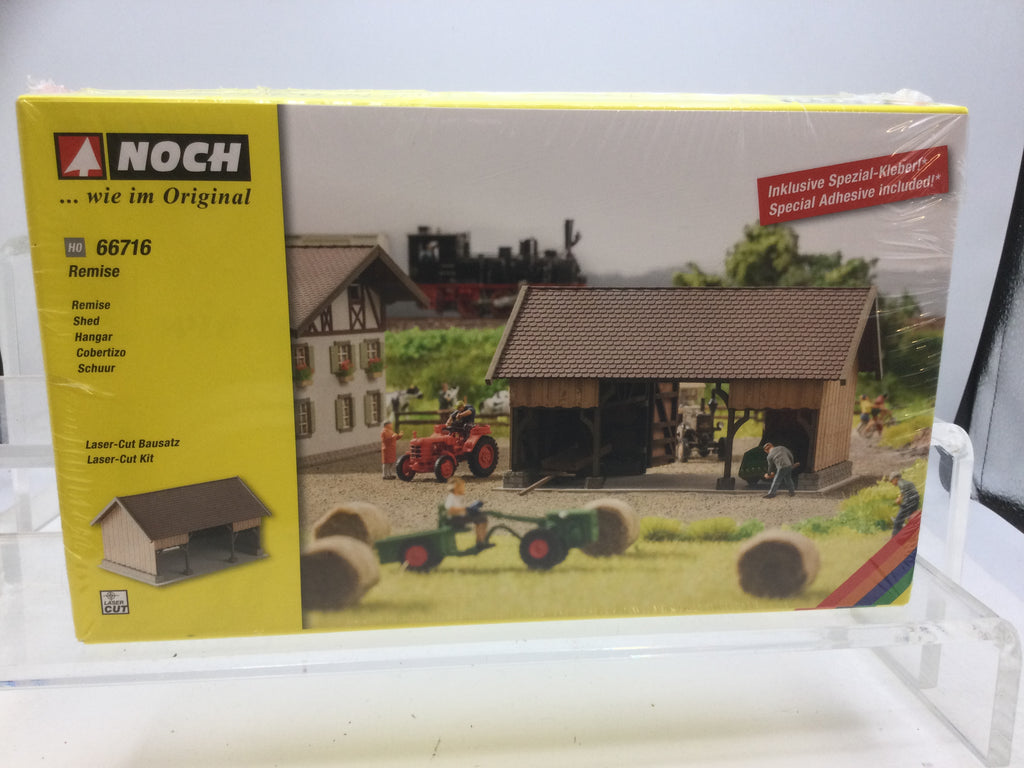 NOCH
... wie im Original
H0 66716
Remise
Remise
Shed
Hangar
Cobertizo
Schuur
Laser-Cut Bausatz
Laser-Cut Kit
LASER
CUT
Inklusive Spezial-Kleber!*
Special Adhesive included!*